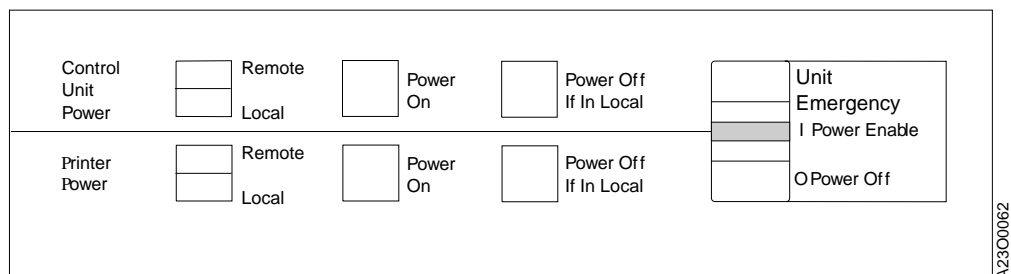 Control
Unit
Power
Remote
Local
Power
On
Power Off
If In Local
Unit
Emergency
I Power Enable
O Power Off
Printer
Power
Remote
Local
Power
On
Power Off
If In Local
A23O0062